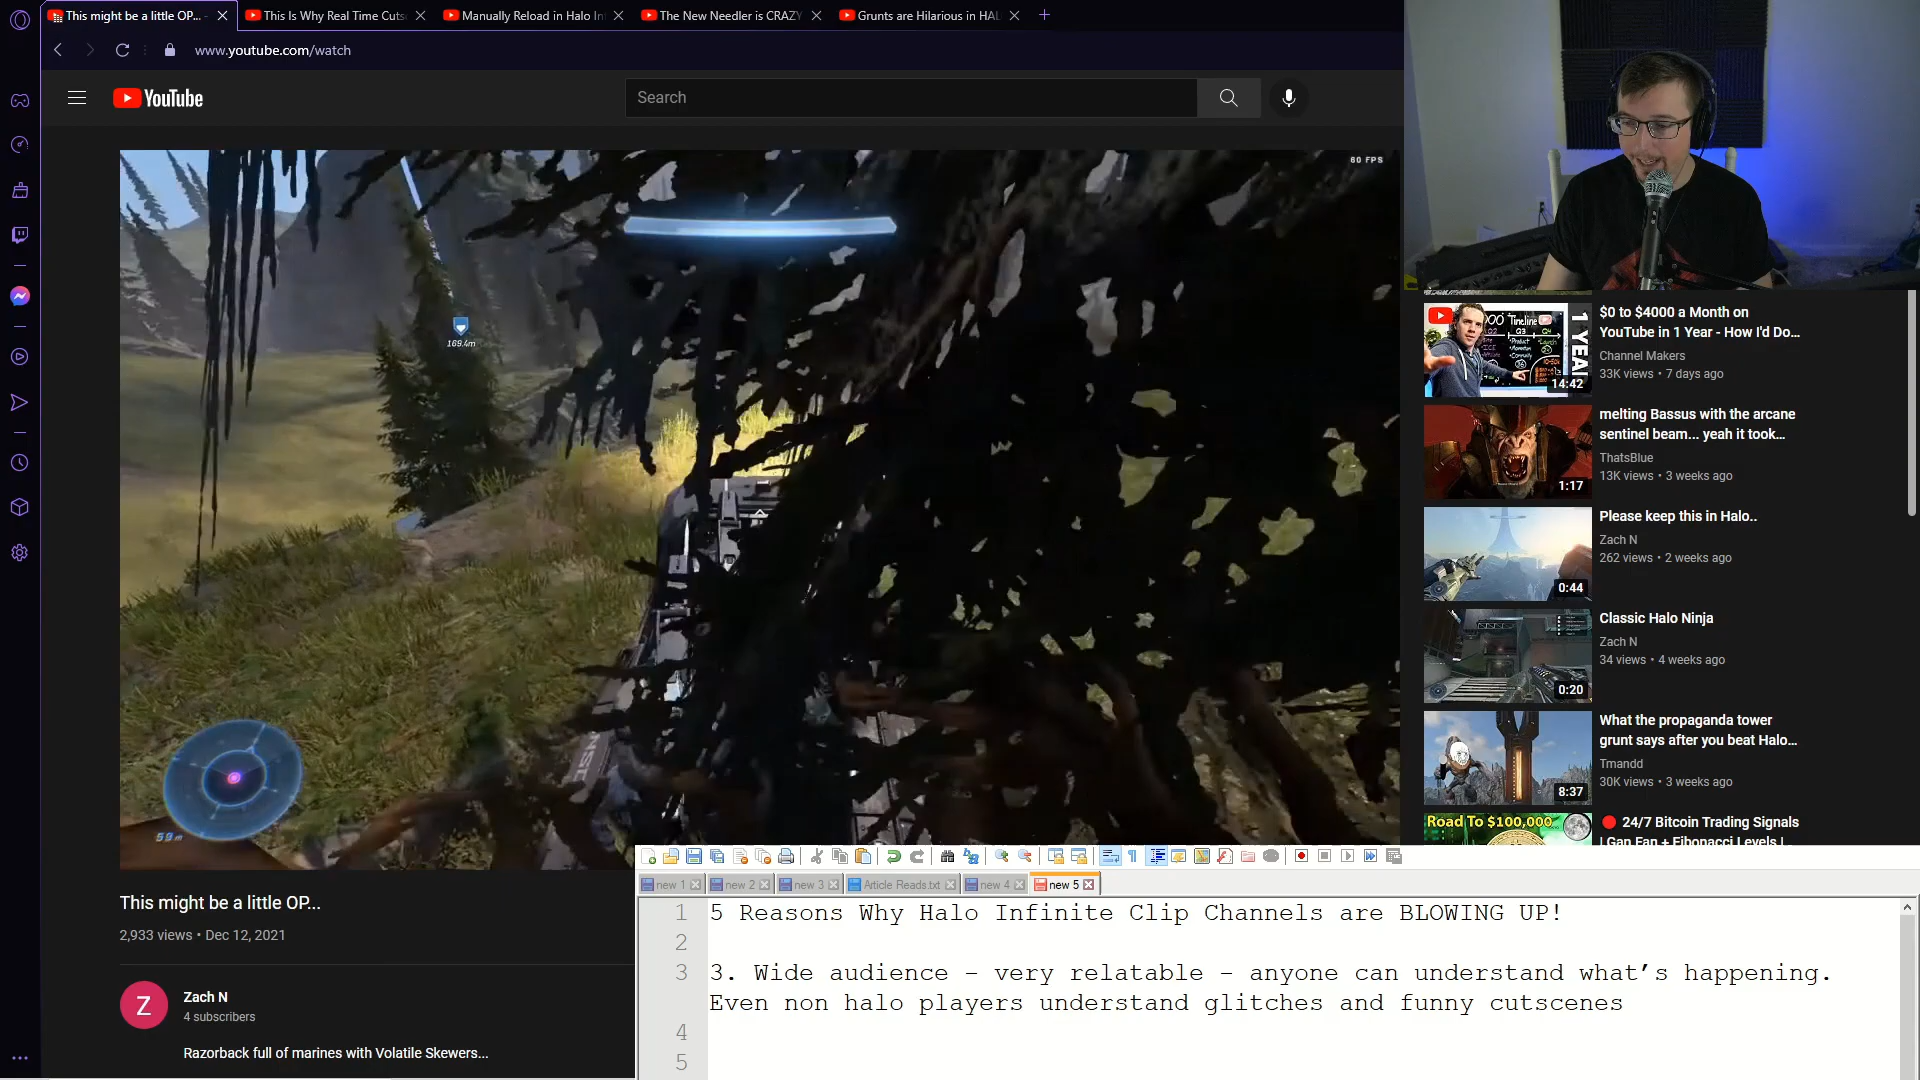 This might be a little OP...
This Is Why Real Time Cuts
Manually Reload in Halo In
The New Needler is CRAZY
Grunts are Hilarious in HAL
www.youtube.com/watch
YouTube
Search
60 FPS
169.4m
59m
$0 to $4000 a Month on
YouTube in 1 Year - How I'd Do...
Channel Makers
33K views • 7 days ago
Timeline
1 YEAR
14:42
melting Bassus with the arcane
sentinel beam... yeah it took...
ThatsBlue
13K views • 3 weeks ago
1:17
Please keep this in Halo..
Zach N
262 views • 2 weeks ago
0:44
Classic Halo Ninja
Zach N
34 views • 4 weeks ago
0:20
What the propaganda tower
grunt says after you beat Halo...
Tmandd
30K views • 3 weeks ago
8:37
Road To $100,000
24/7 Bitcoin Trading Signals
| Gan Fan + Fibonacci Levels |
This might be a little OP...
2,933 views • Dec 12, 2021
Z
Zach N
4 subscribers
Razorback full of marines with Volatile Skewers...
new 1
new 2
new 3
Article Reads.txt
new 4
new 5
1 5 Reasons Why Halo Infinite Clip Channels are BLOWING UP!
2
3 3. Wide audience – very relatable – anyone can understand what’s happening.
Even non halo players understand glitches and funny cutscenes
4
5